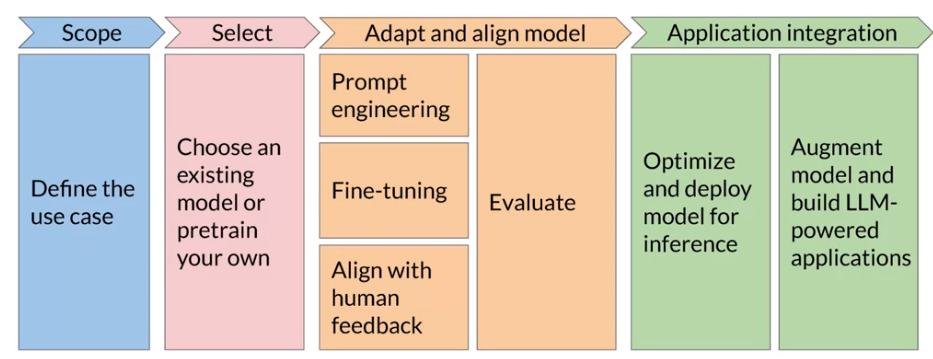 Scope
Select
Adapt and align model
Application integration
Define the
use case
Choose an
existing
model or
pretrain
your own
Prompt
engineering
Fine-tuning
Align with
human
feedback
Evaluate
Optimize
and deploy
model for
inference
Augment
model and
build LLM-
powered
applications